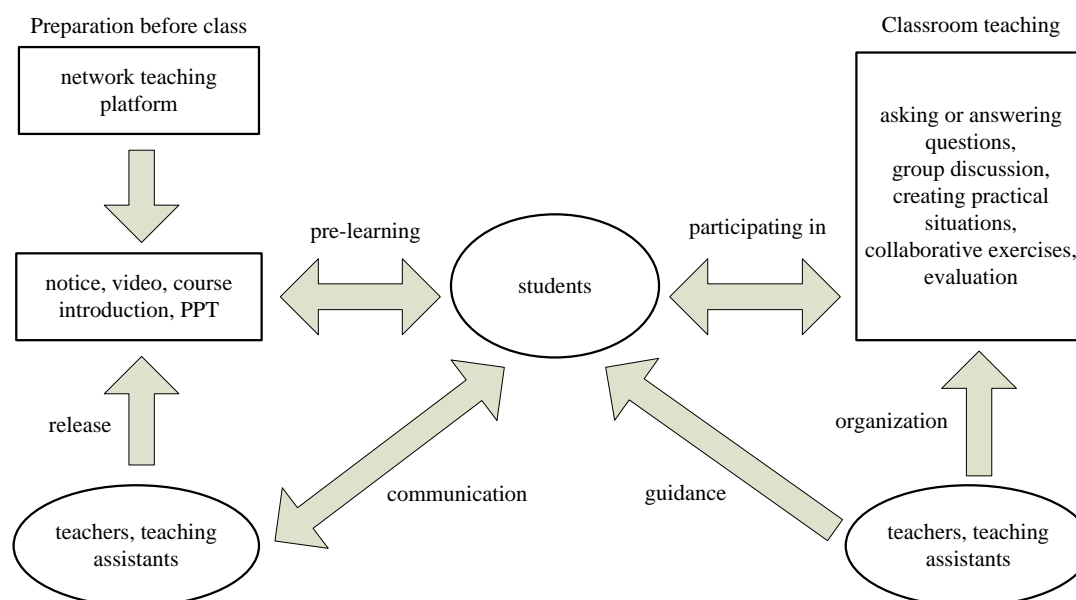 Preparation before class
network teaching
platform
notice, video, course
introduction, PPT
release
teachers, teaching
assistants
pre-learning
communication
students
participating in
guidance
Classroom teaching
asking or answering
questions,
group discussion,
creating practical
situations,
collaborative exercises,
evaluation
organization
teachers, teaching
assistants